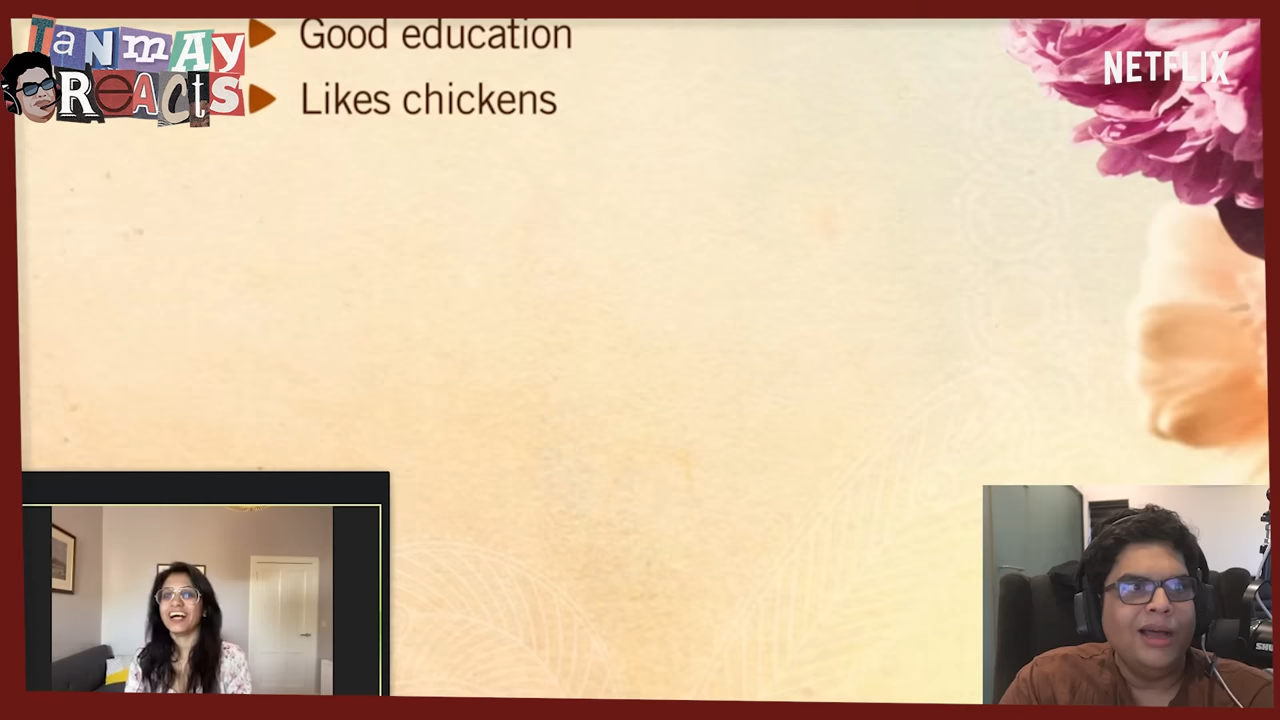 TaNmAy
ReACtS
NETFLIX
Good education
Likes chickens